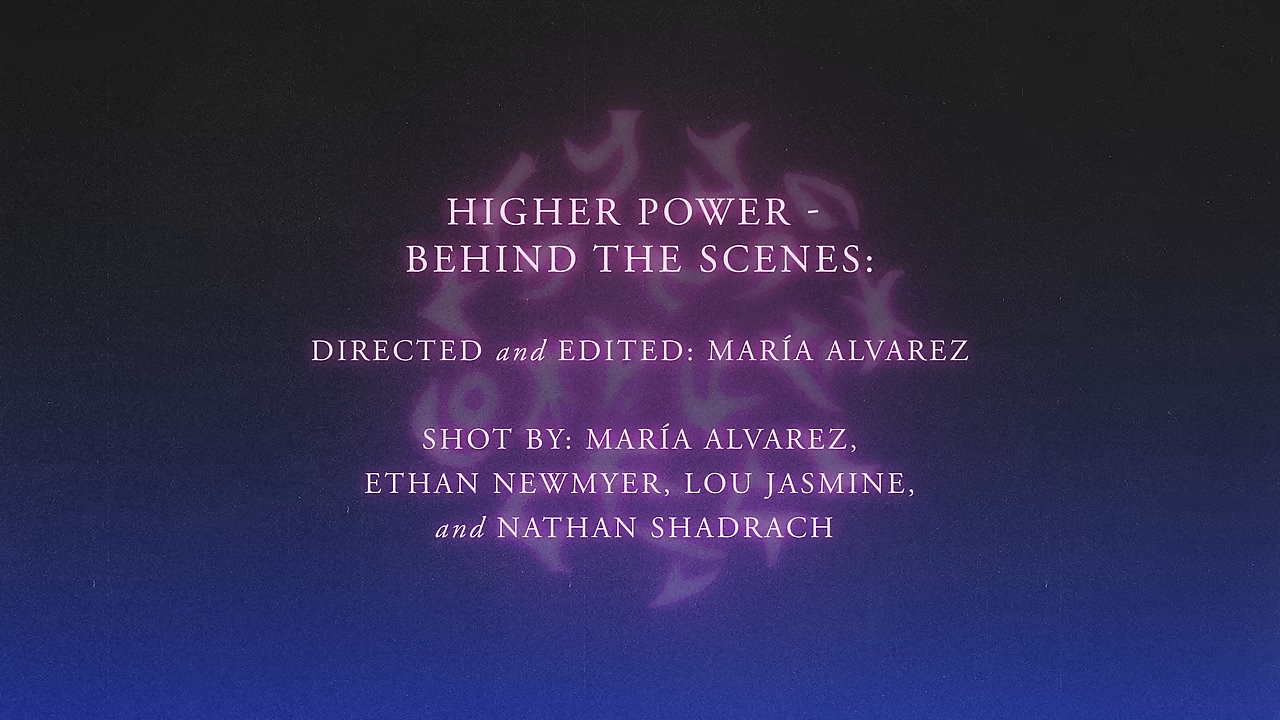 HIGHER POWER -
BEHIND THE SCENES:
DIRECTED and EDITED: MARÍA ALVAREZ
SHOT BY: MARÍA ALVAREZ,
ETHAN NEWMYER, LOU JASMINE,
and NATHAN SHADRACH